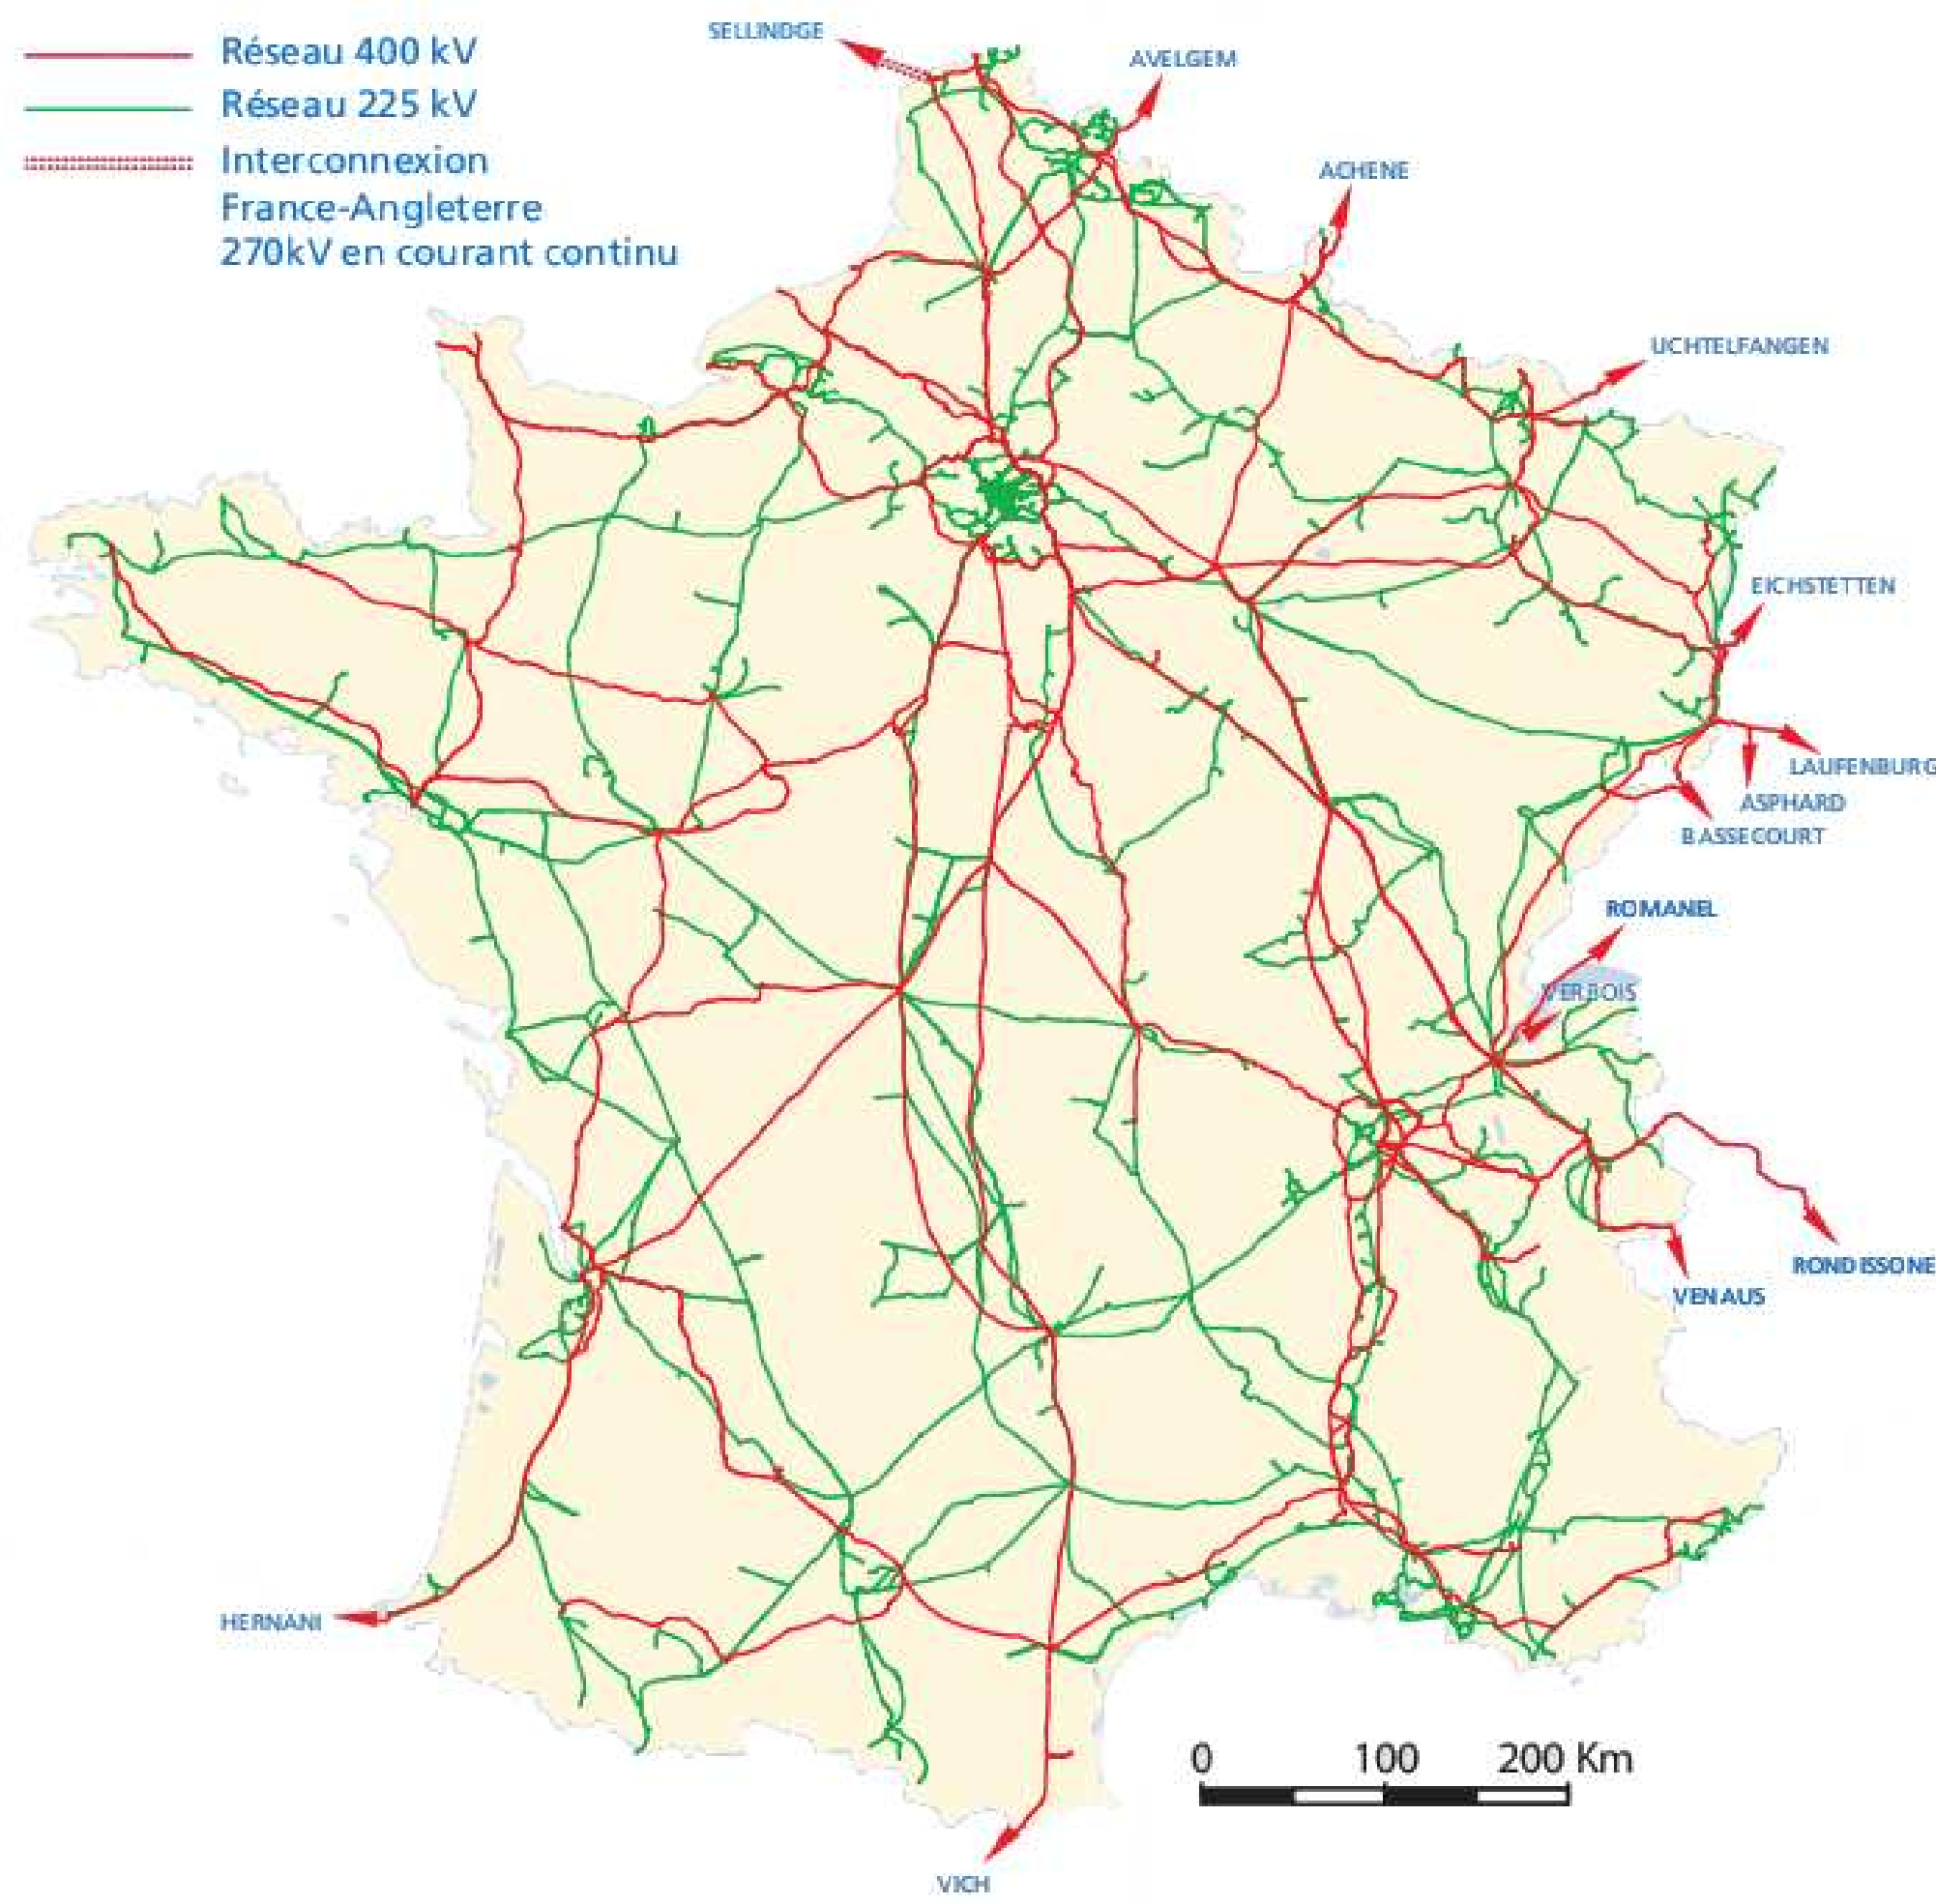 SELLINDGE
Réseau 400 kV
AVELGEM
Réseau 225 kV
Interconnexion
France-Angleterre
270kV en courant continu
ACHENE
UCHTELFANGEN
EICHSTETTEN
LAUFENBURG
ASPHARD
BASSECOURT
ROMANEL
VERBOIS
RONDISSONE
VENAUS
HERNANI
0 100 200 Km
VICH